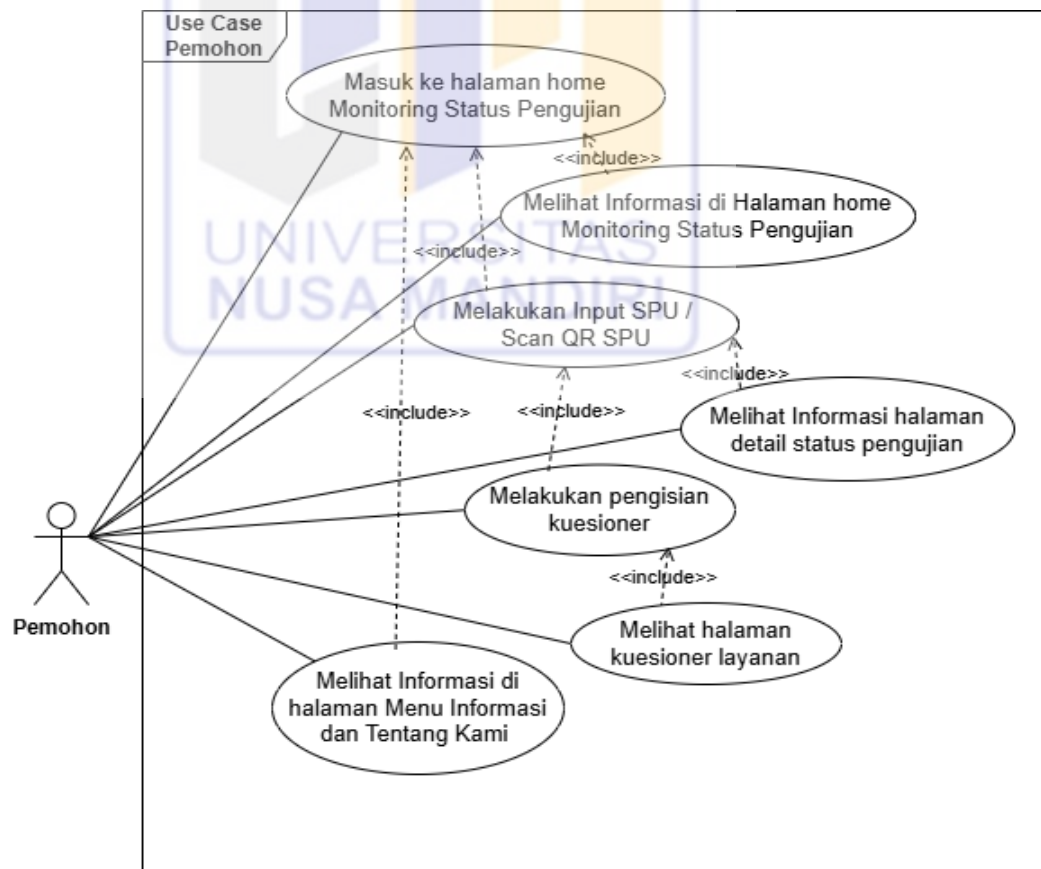 Use Case
Pemohon
Masuk ke halaman home
Monitoring Status Pengujian
<<include>>
Melihat Informasi di Halaman home
Monitoring Status Pengujian
UNIVERSITAS
NUSA MANDIRI
<<include>>
Melakukan Input SPU /
Scan QR SPU
<<include>>
<<include>>
<<include>>
Melihat Informasi halaman
detail status pengujian
Melakukan pengisian
kuesioner
<<include>>
Pemohon
Melihat halaman
kuesioner layanan
Melihat Informasi di
halaman Menu Informasi
dan Tentang Kami